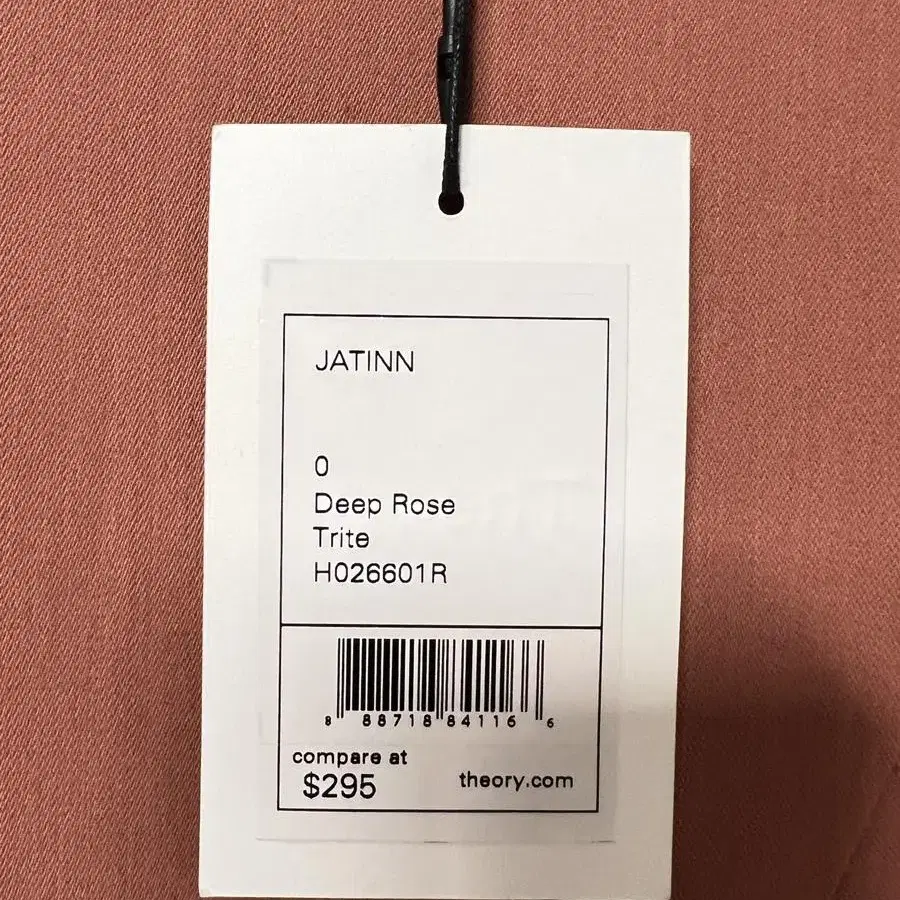 JATINN
0
Deep Rose
Trite
H026601R
8 88718 84116 6
compare at
$295
theory.com